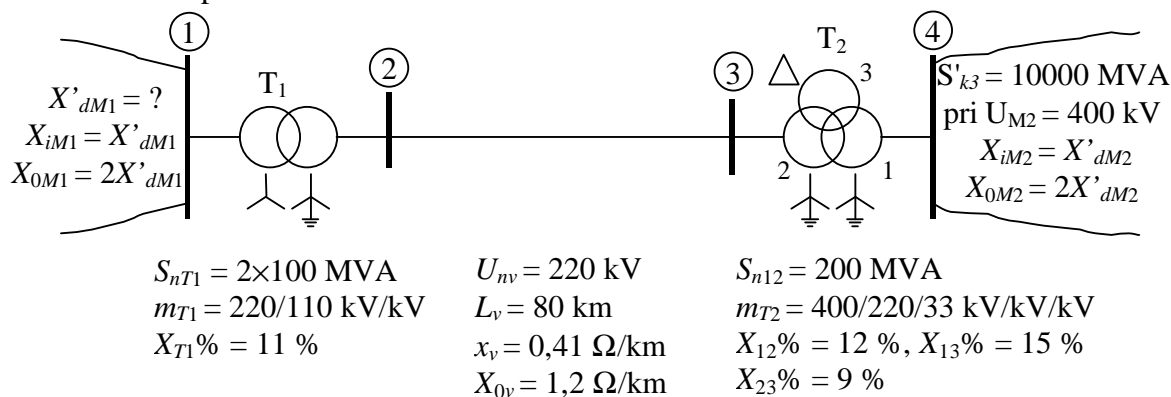 1
2
3
4
T₁
T₂
3
2
1
X’dM1 = ?
XiM1 = X’dM1
X0M1 = 2X’dM1
S'k3 = 10000 MVA
pri UM2 = 400 kV
XiM2 = X’dM2
X0M2 = 2X’dM2
SnT1 = 2×100 MVA
mT1 = 220/110 kV/kV
XT1% = 11 %
Unv = 220 kV
Lv = 80 km
xv = 0,41 Ω/km
X0v = 1,2 Ω/km
Sn12 = 200 MVA
mT2 = 400/220/33 kV/kV/kV
X12% = 12 %, X13% = 15 %
X23% = 9 %